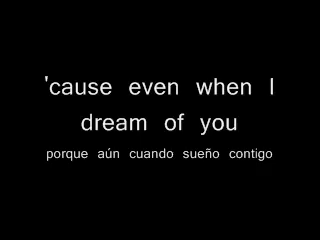 'cause even when I
dream of you
porque aún cuando sueño contigo